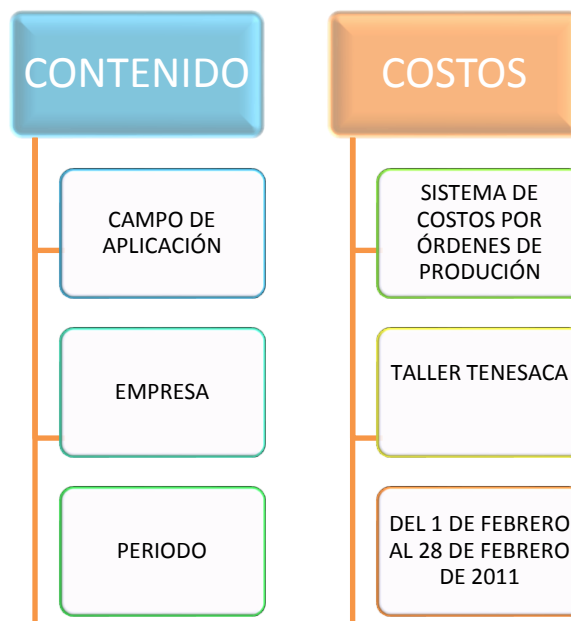 CONTENIDO
CAMPO DE
APLICACIÓN
EMPRESA
PERIODO
COSTOS
SISTEMA DE
COSTOS POR
ÓRDENES DE
PRODUCIÓN
TALLER TENESACA
DEL 1 DE FEBRERO
AL 28 DE FEBRERO
DE 2011